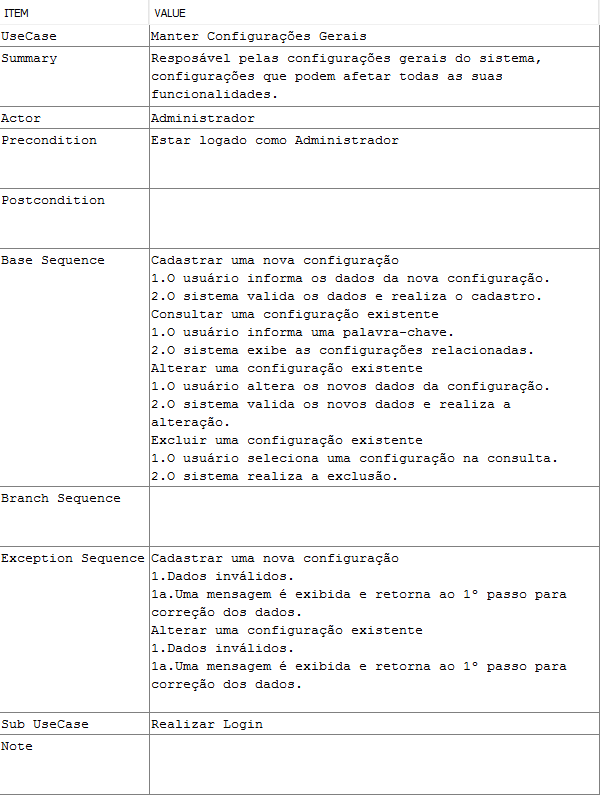 ITEM VALUE
UseCase Manter Configurações Gerais
Summary Resposável pelas configurações gerais do sistema,
configurações que podem afetar todas as suas
funcionalidades.
Actor Administrador
Precondition Estar logado como Administrador
Postcondition
Base Sequence Cadastrar uma nova configuração
1.O usuário informa os dados da nova configuração.
2.O sistema valida os dados e realiza o cadastro.
Consultar uma configuração existente
1.O usuário informa uma palavra-chave.
2.O sistema exibe as configurações relacionadas.
Alterar uma configuração existente
1.O usuário altera os novos dados da configuração.
2.O sistema valida os novos dados e realiza a
alteração.
Excluir uma configuração existente
1.O usuário seleciona uma configuração na consulta.
2.O sistema realiza a exclusão.
Branch Sequence
Exception Sequence Cadastrar uma nova configuração
1.Dados inválidos.
1a.Uma mensagem é exibida e retorna ao 1º passo para
correção dos dados.
Alterar uma configuração existente
1.Dados inválidos.
1a.Uma mensagem é exibida e retorna ao 1º passo para
correção dos dados.
Sub UseCase Realizar Login
Note